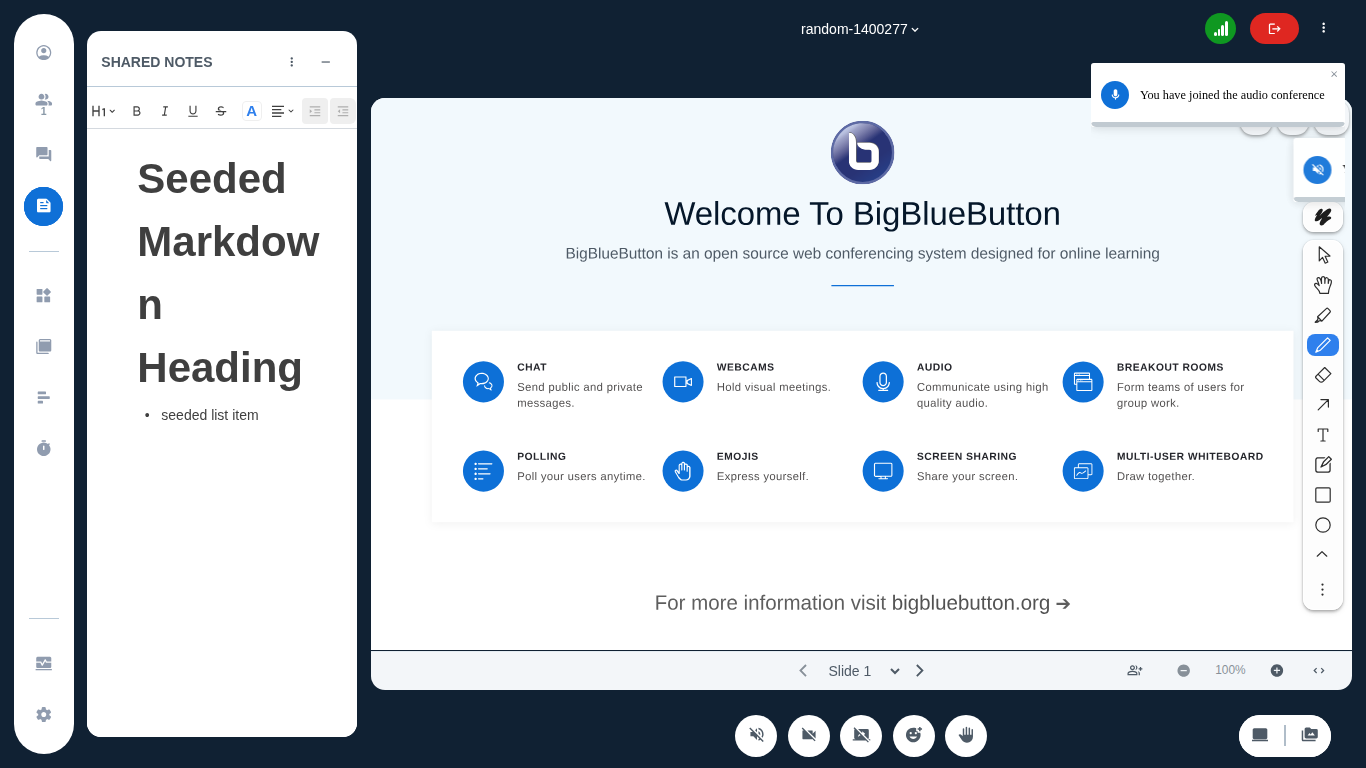 random-1400277
You have joined the audio conference
1
SHARED NOTES
H1
B
I
U
S
A
Seeded
Markdow
n
Heading
• seeded list item
Welcome To BigBlueButton
BigBlueButton is an open source web conferencing system designed for online learning
CHAT
Send public and private
messages.
WEBCAMS
Hold visual meetings.
AUDIO
Communicate using high
quality audio.
BREAKOUT ROOMS
Form teams of users for
group work.
POLLING
Poll your users anytime.
EMOJIS
Express yourself.
SCREEN SHARING
Share your screen.
MULTI-USER WHITEBOARD
Draw together.
For more information visit bigbluebutton.org ➔
Slide 1
100%